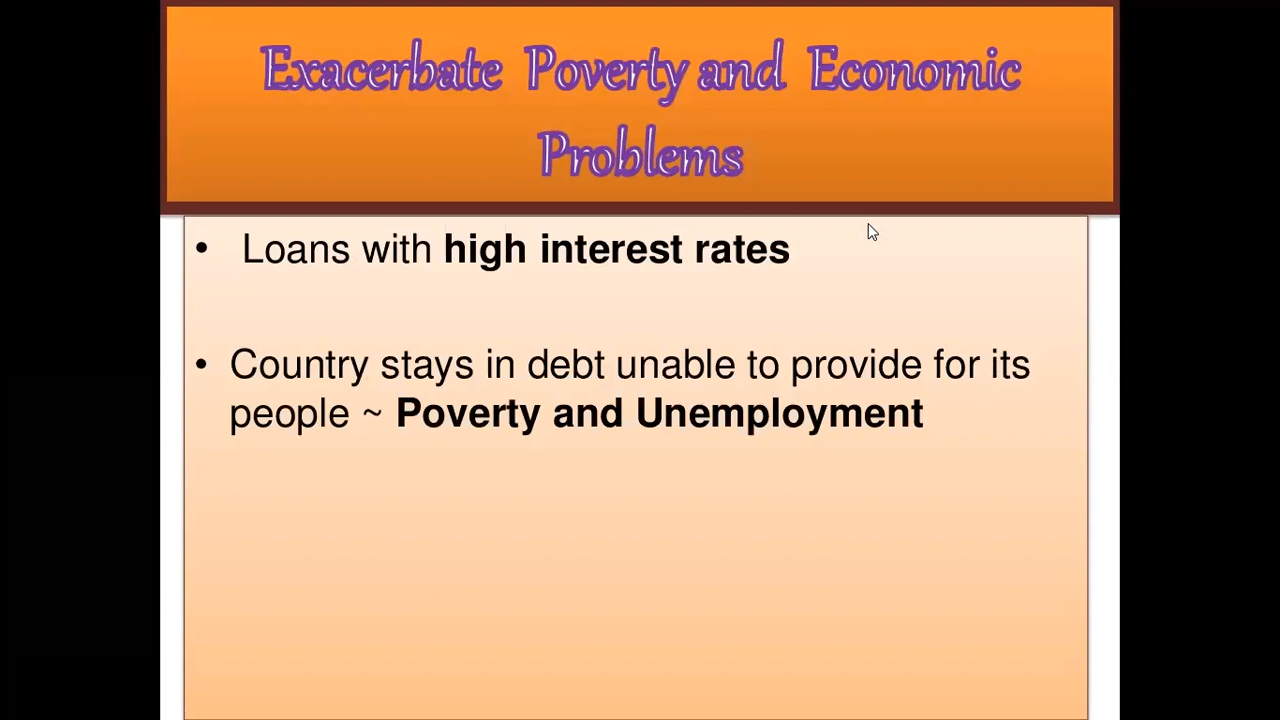 Exacerbate Poverty and Economic
Problems
• Loans with high interest rates
• Country stays in debt unable to provide for its
people ~ Poverty and Unemployment